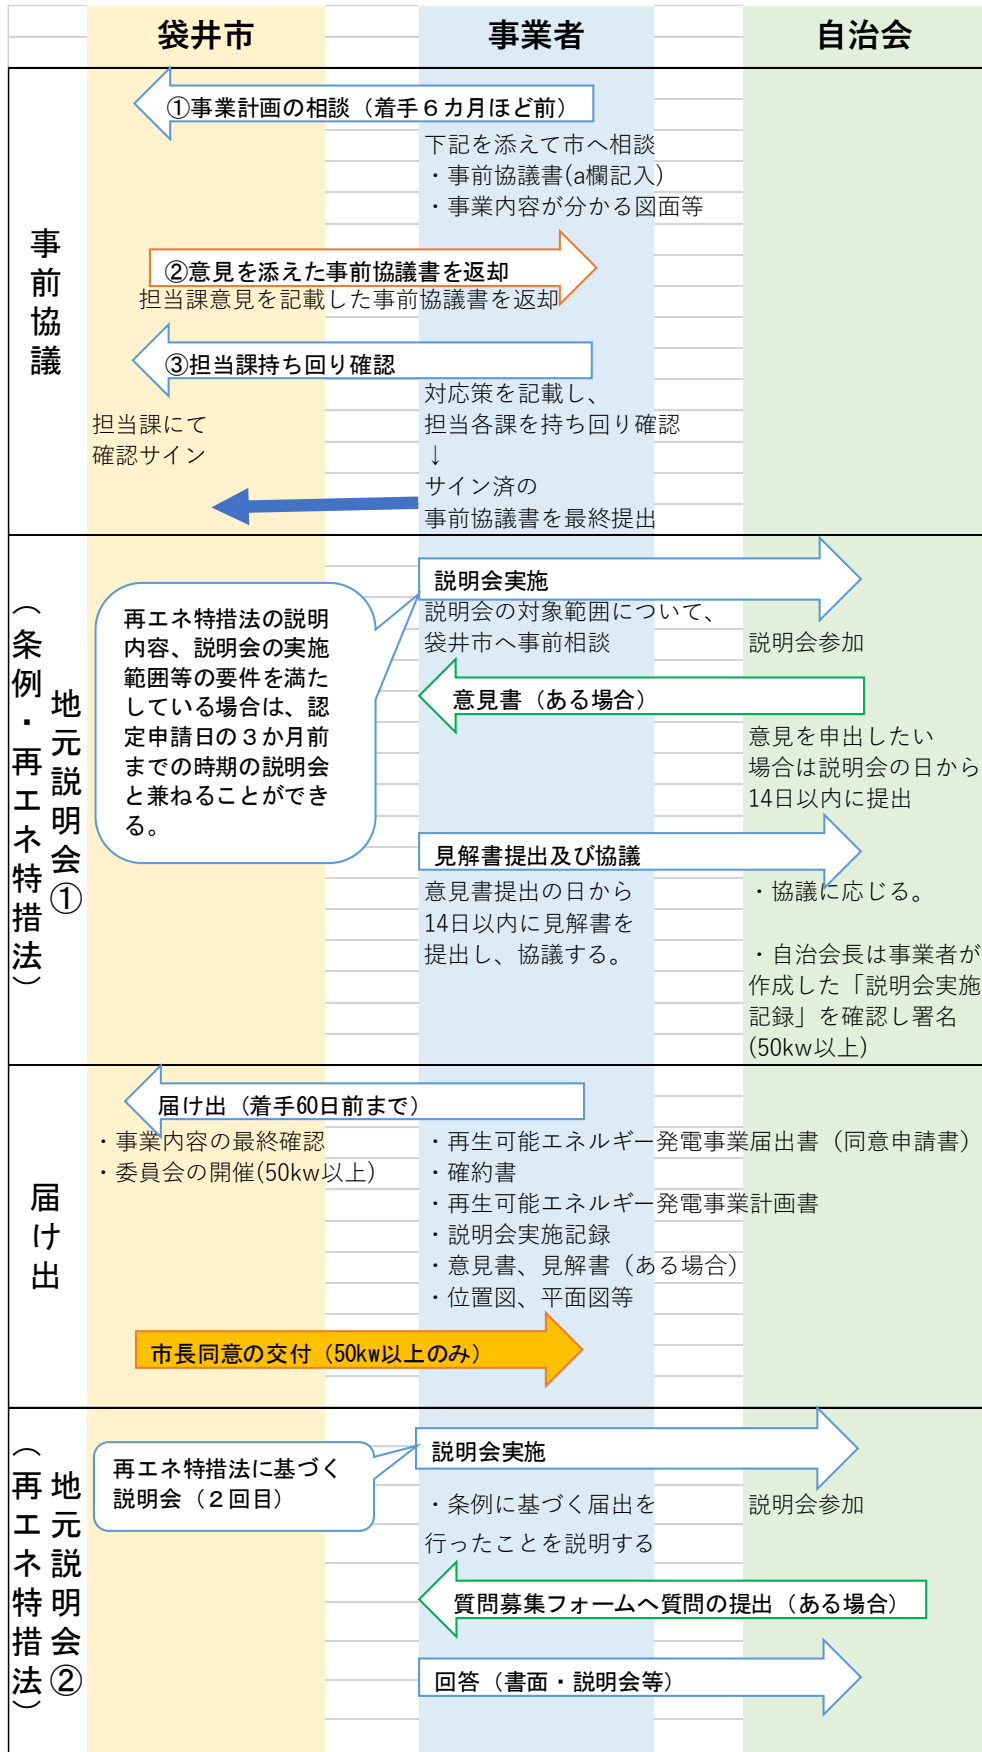 袋井市
事業者
自治会
事前協議
①事業計画の相談（着手６カ月ほど前）
下記を添えて市へ相談
・事前協議書(a欄記入)
・事業内容が分かる図面等
②意見を添えた事前協議書を返却
担当課意見を記載した事前協議書を返却
③担当課持ち回り確認
対応策を記載し、
担当各課を持ち回り確認
↓
サイン済の
事前協議書を最終提出
担当課にて
確認サイン
地元説明会①
（条例・再エネ特措法）
説明会実施
説明会の対象範囲について、
袋井市へ事前相談
説明会参加
再エネ特措法の説明
内容、説明会の実施
範囲等の要件を満た
している場合は、認
定申請日の３か月前
までの時期の説明会
と兼ねることができ
る。
意見書（ある場合）
意見を申出したい
場合は説明会の日から
14日以内に提出
見解書提出及び協議
意見書提出の日から
14日以内に見解書を
提出し、協議する。
・協議に応じる。
・自治会長は事業者が
作成した「説明会実施
記録」を確認し署名
(50kw以上)
届け出
届け出（着手60日前まで）
・事業内容の最終確認
・委員会の開催(50kw以上)
・再生可能エネルギー発電事業届出書（同意申請書）
・確約書
・再生可能エネルギー発電事業計画書
・説明会実施記録
・意見書、見解書（ある場合）
・位置図、平面図等
市長同意の交付（50kw以上のみ）
地元説明会②
（再エネ特措法）
説明会実施
再エネ特措法に基づく
説明会（２回目）
・条例に基づく届出を
行ったことを説明する
説明会参加
質問募集フォームへ質問の提出（ある場合）
回答（書面・説明会等）